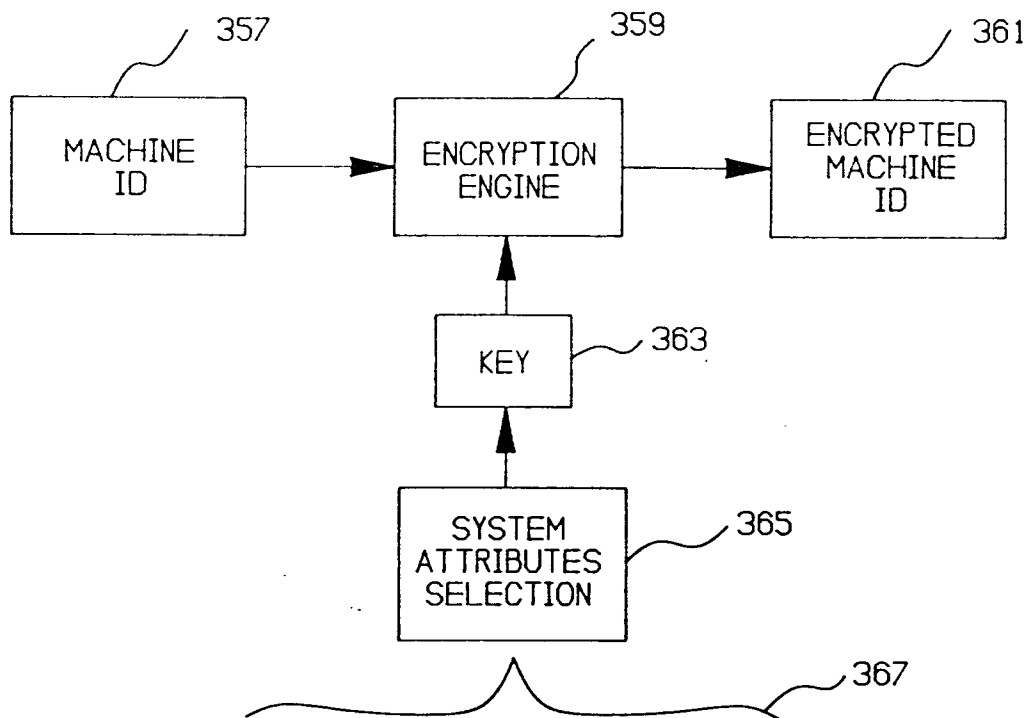 357
359
361
MACHINE
ID
ENCRYPTION
ENGINE
ENCRYPTED
MACHINE
ID
363
KEY
365
SYSTEM
ATTRIBUTES
SELECTION
367